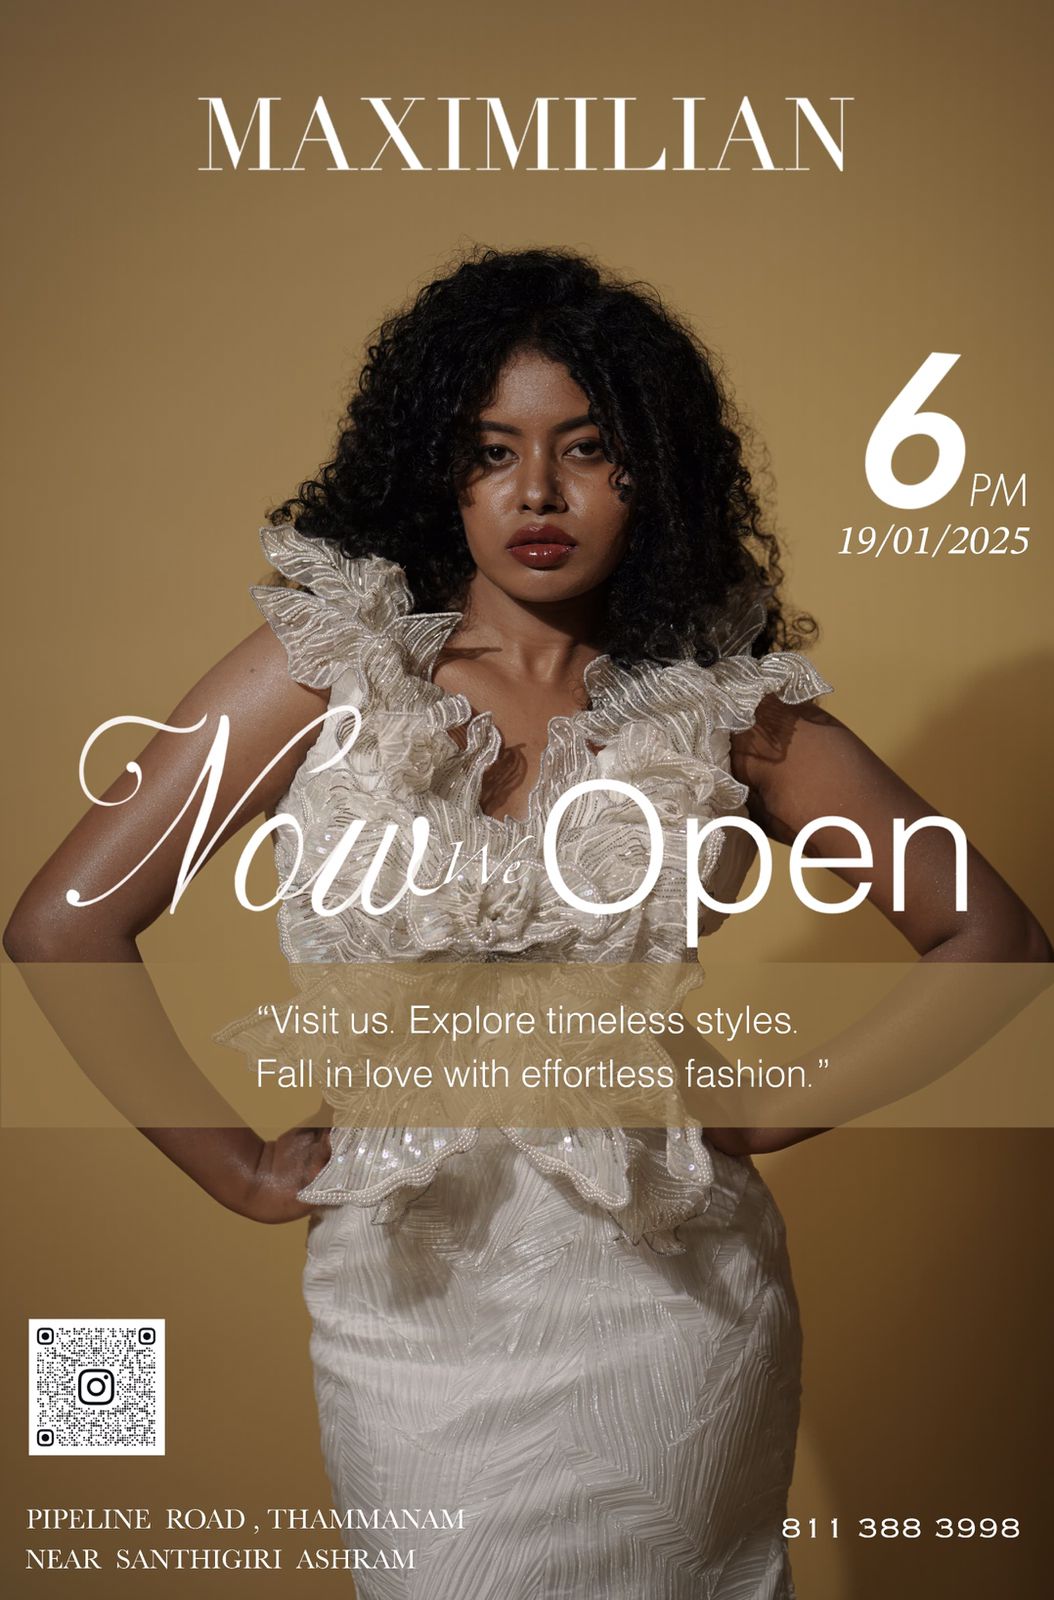 MAXIMILIAN
6 PM
19/01/2025
Now We Open
“Visit us. Explore timeless styles.
Fall in love with effortless fashion.”
PIPELINE ROAD , THAMMANAM
NEAR SANTHIGIRI ASHRAM
811 388 3998